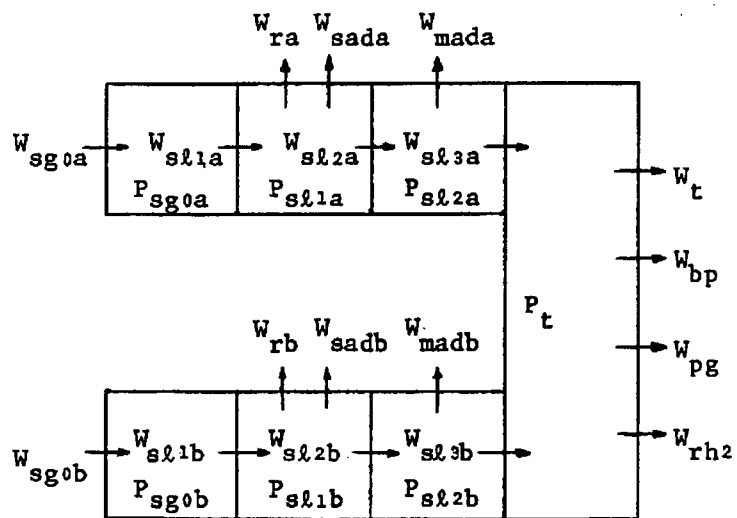 W_ra W_sada W_mada
W_sg0a W_sℓ1a W_sℓ2a W_sℓ3a
P_sg0a P_sℓ1a P_sℓ2a
W_t
W_bp
P_t
W_rb W_sadb W_madb
W_pg
W_sg0b W_sℓ1b W_sℓ2b W_sℓ3b
W_rh2
P_sg0b P_sℓ1b P_sℓ2b